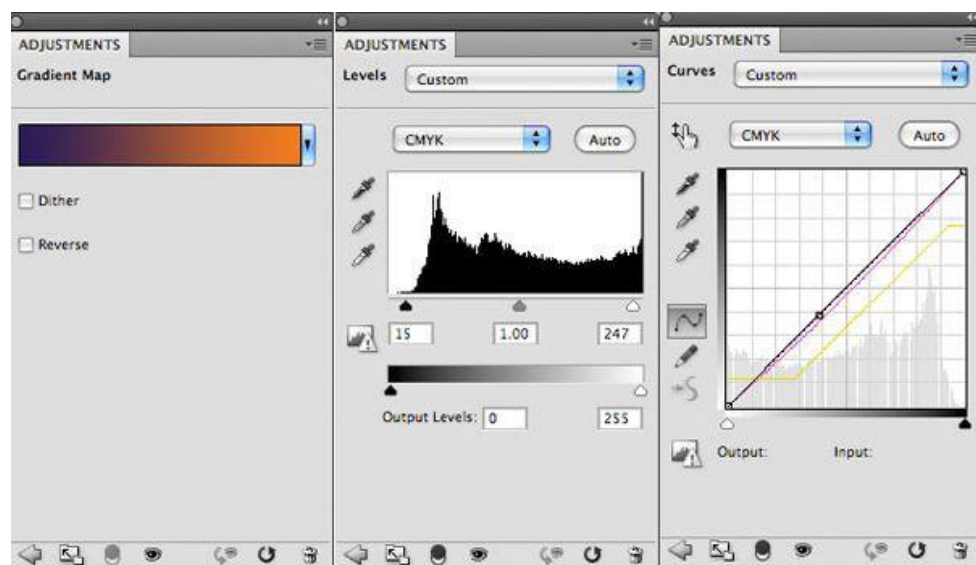 ADJUSTMENTS
Gradient Map
Dither
Reverse
ADJUSTMENTS
Levels Custom
CMYK Auto
15 1.00 247
Output Levels: 0 255
ADJUSTMENTS
Curves Custom
CMYK Auto
Output: Input: